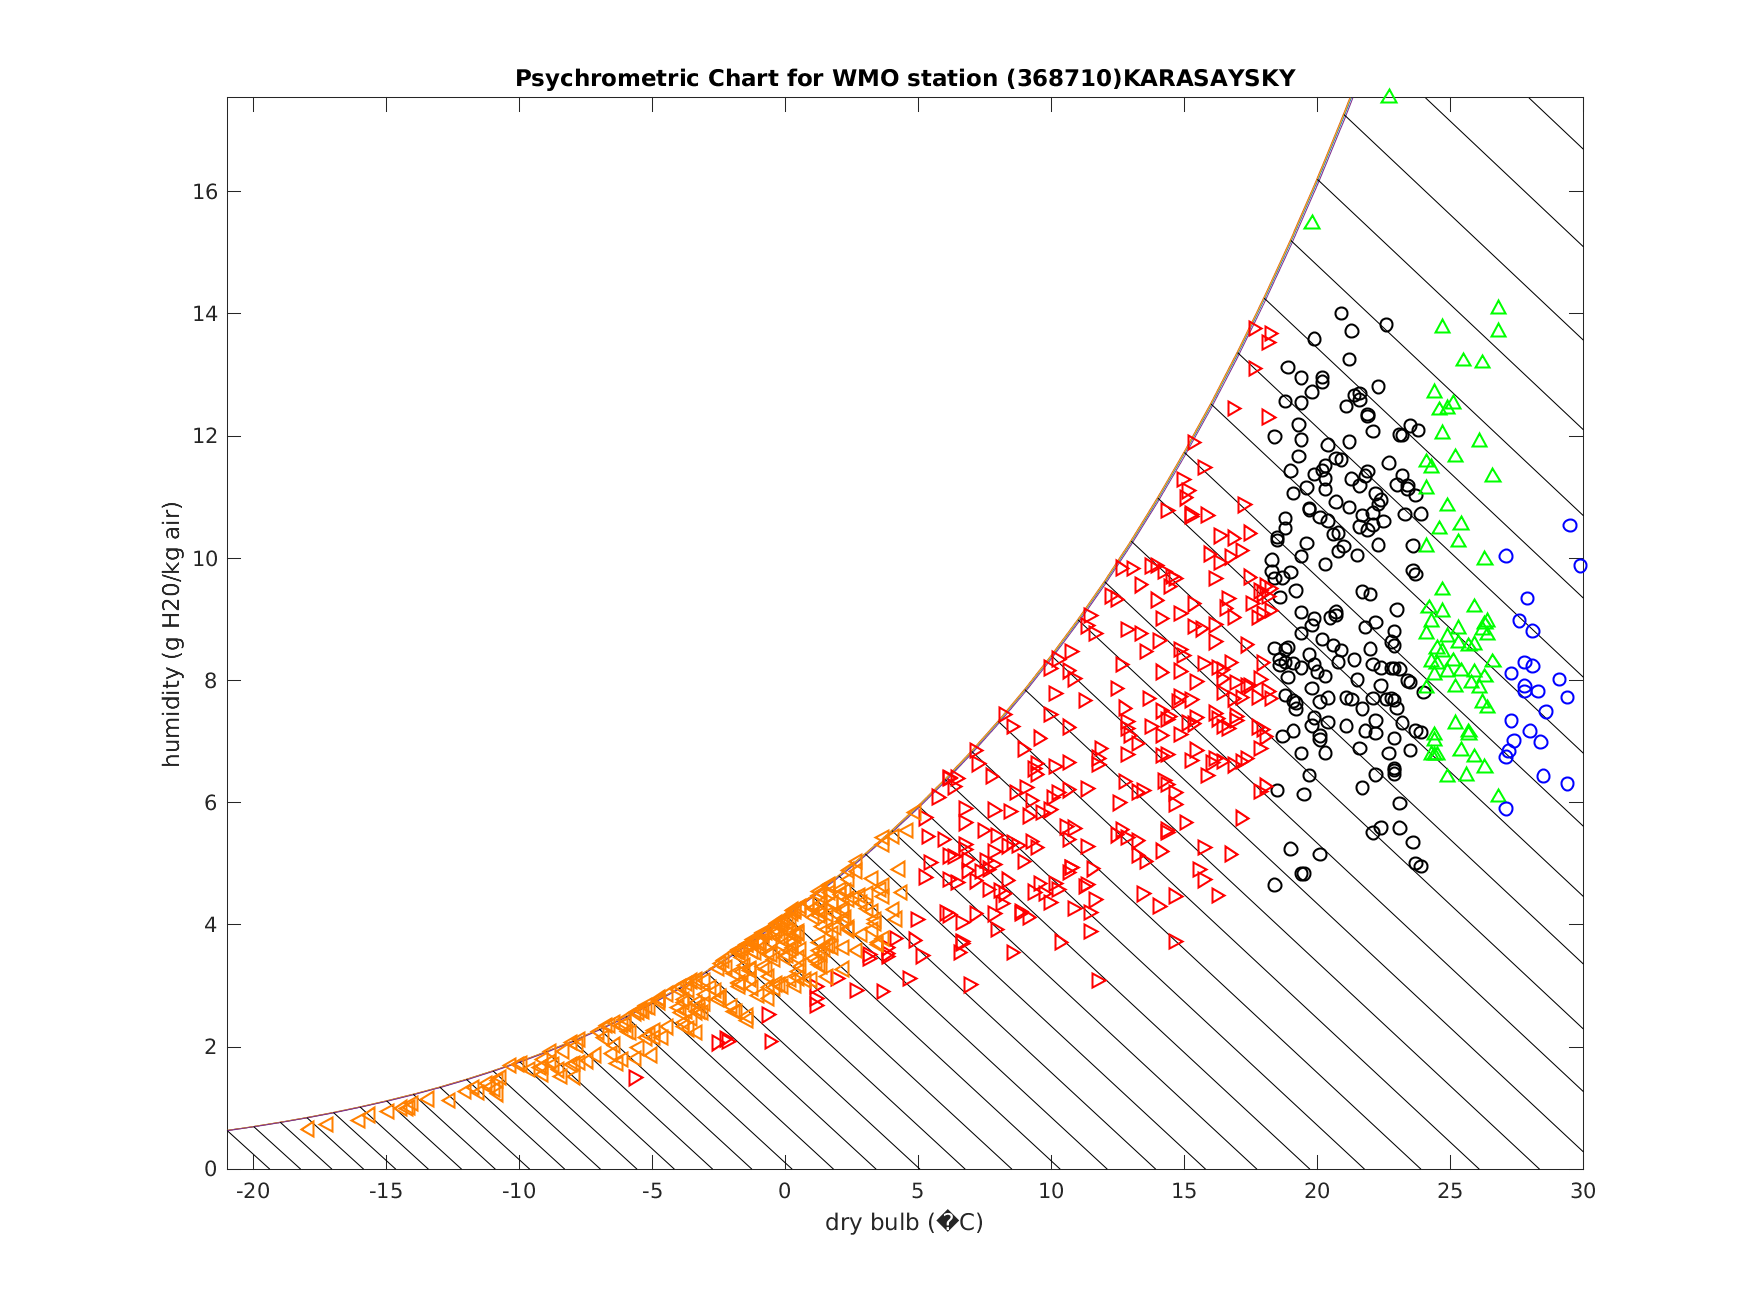 Psychrometric Chart for WMO station (368710)KARASAYSKY
humidity (g H20/kg air)
16
14
12
10
8
6
4
2
0
-20 -15 -10 -5 0 5 10 15 20 25 30
dry bulb (�C)